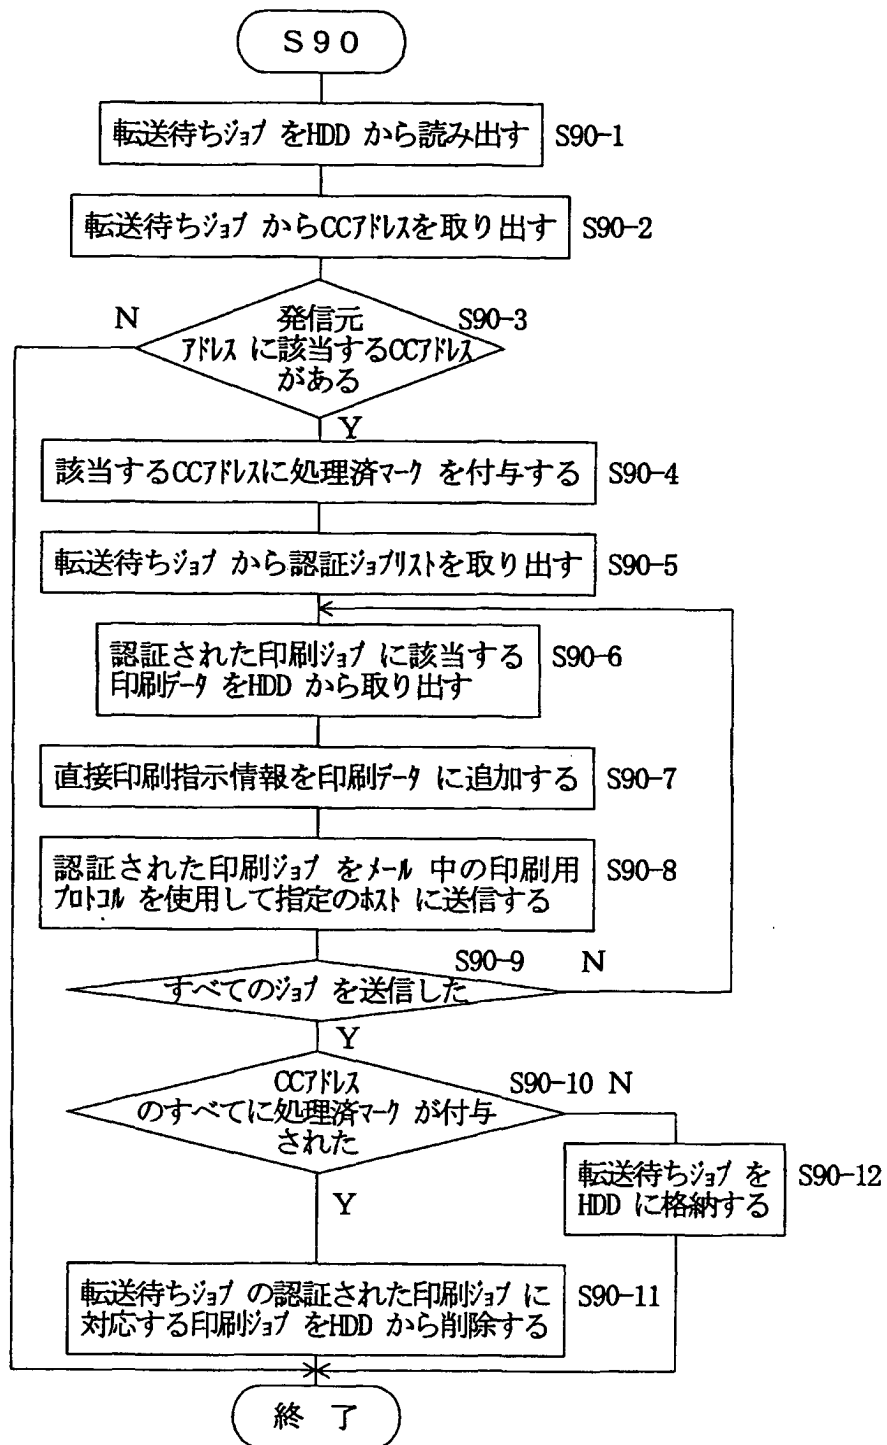 S90
転送待ちジョブ をHDD から読み出す S90-1
転送待ちジョブ からCCアドレスを取り出す S90-2
N
発信元 S90-3
アドレス に該当するCCアドレス
がある
Y
該当するCCアドレスに処理済マーク を付与する S90-4
転送待ちジョブ から認証ジョブリストを取り出す S90-5
認証された印刷ジョブ に該当する S90-6
印刷データ をHDD から取り出す
直接印刷指示情報を印刷データ に追加する S90-7
認証された印刷ジョブ をメール 中の印刷用 S90-8
プロトコル を使用して指定のホスト に送信する
S90-9 N
すべてのジョブ を送信した
Y
CCアドレス S90-10 N
のすべてに処理済マーク が付与
された
転送待ちジョブ を S90-12
HDD に格納する
Y
転送待ちジョブ の認証された印刷ジョブ に S90-11
対応する印刷ジョブ をHDD から削除する
終 了